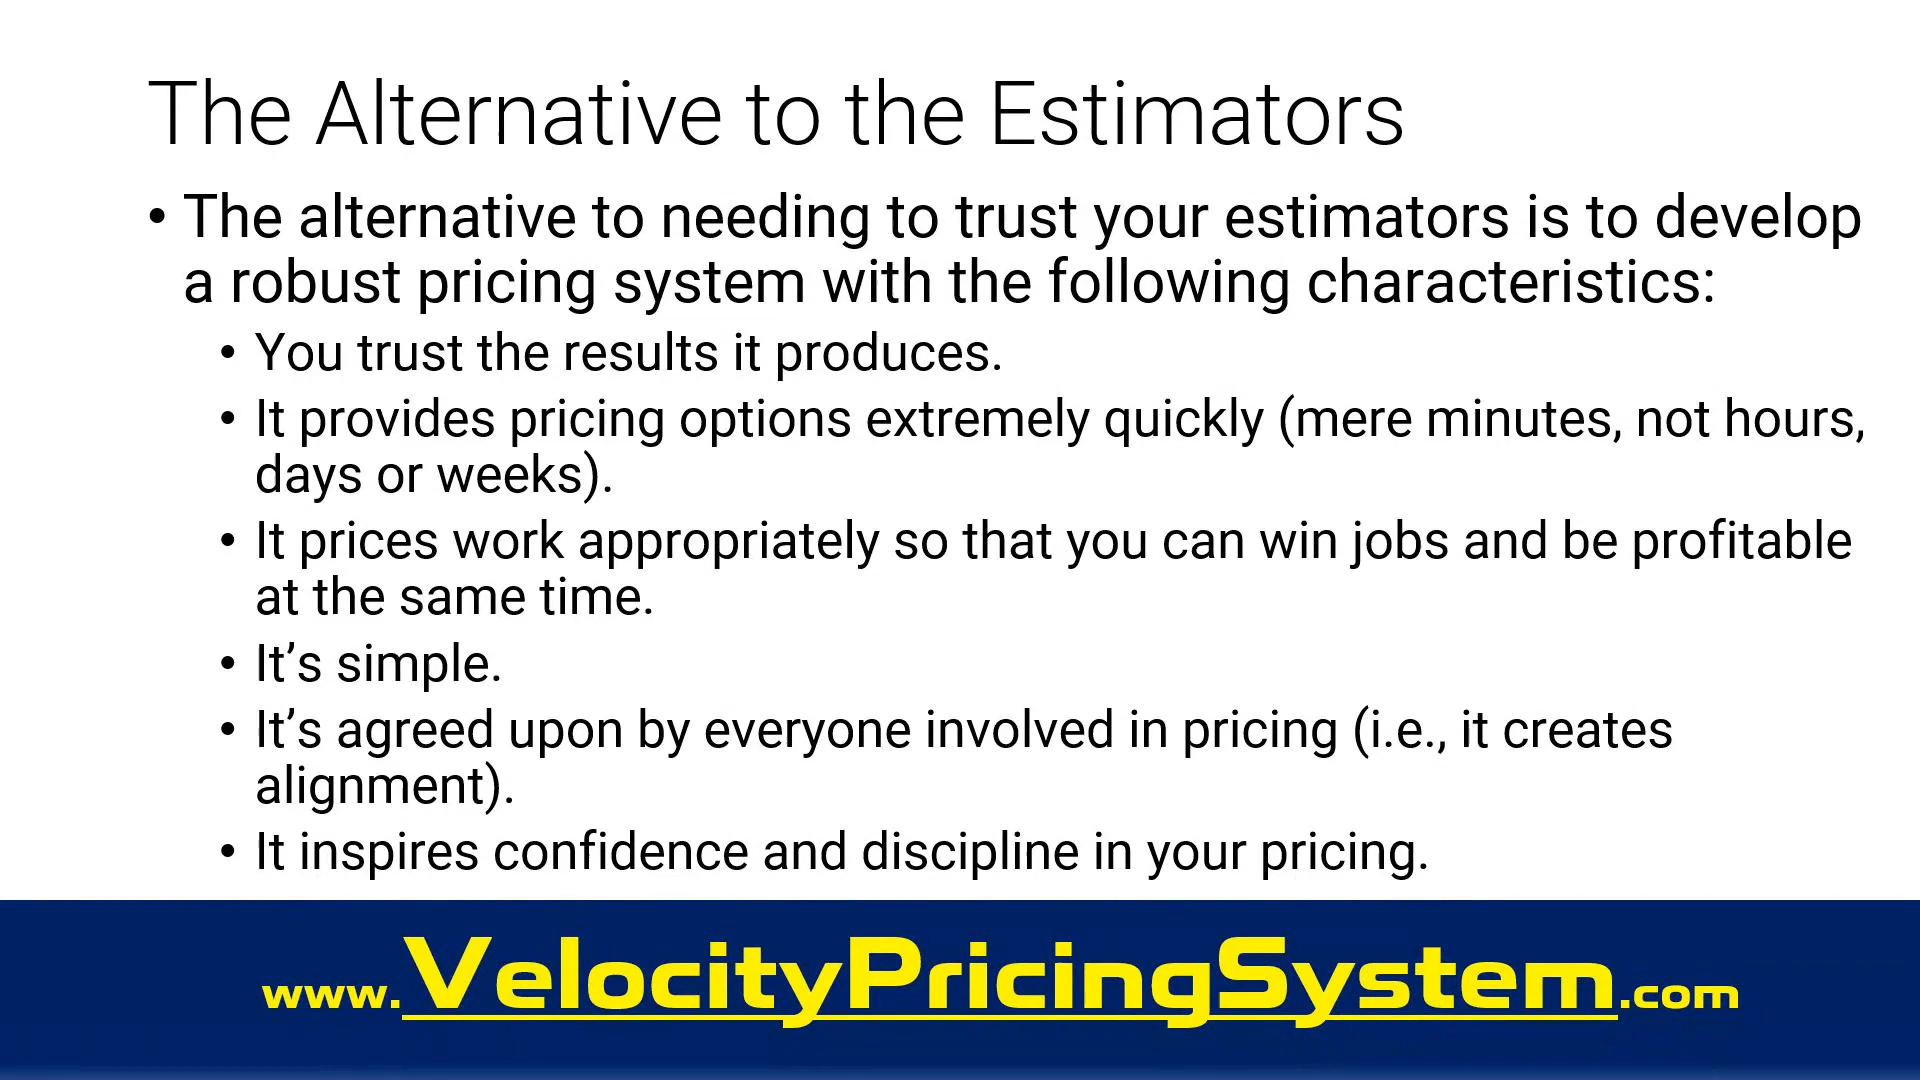 The Alternative to the Estimators
• The alternative to needing to trust your estimators is to develop
a robust pricing system with the following characteristics:
• You trust the results it produces.
• It provides pricing options extremely quickly (mere minutes, not hours,
days or weeks).
• It prices work appropriately so that you can win jobs and be profitable
at the same time.
• It’s simple.
• It’s agreed upon by everyone involved in pricing (i.e., it creates
alignment).
• It inspires confidence and discipline in your pricing.
www.VelocityPricingSystem.com